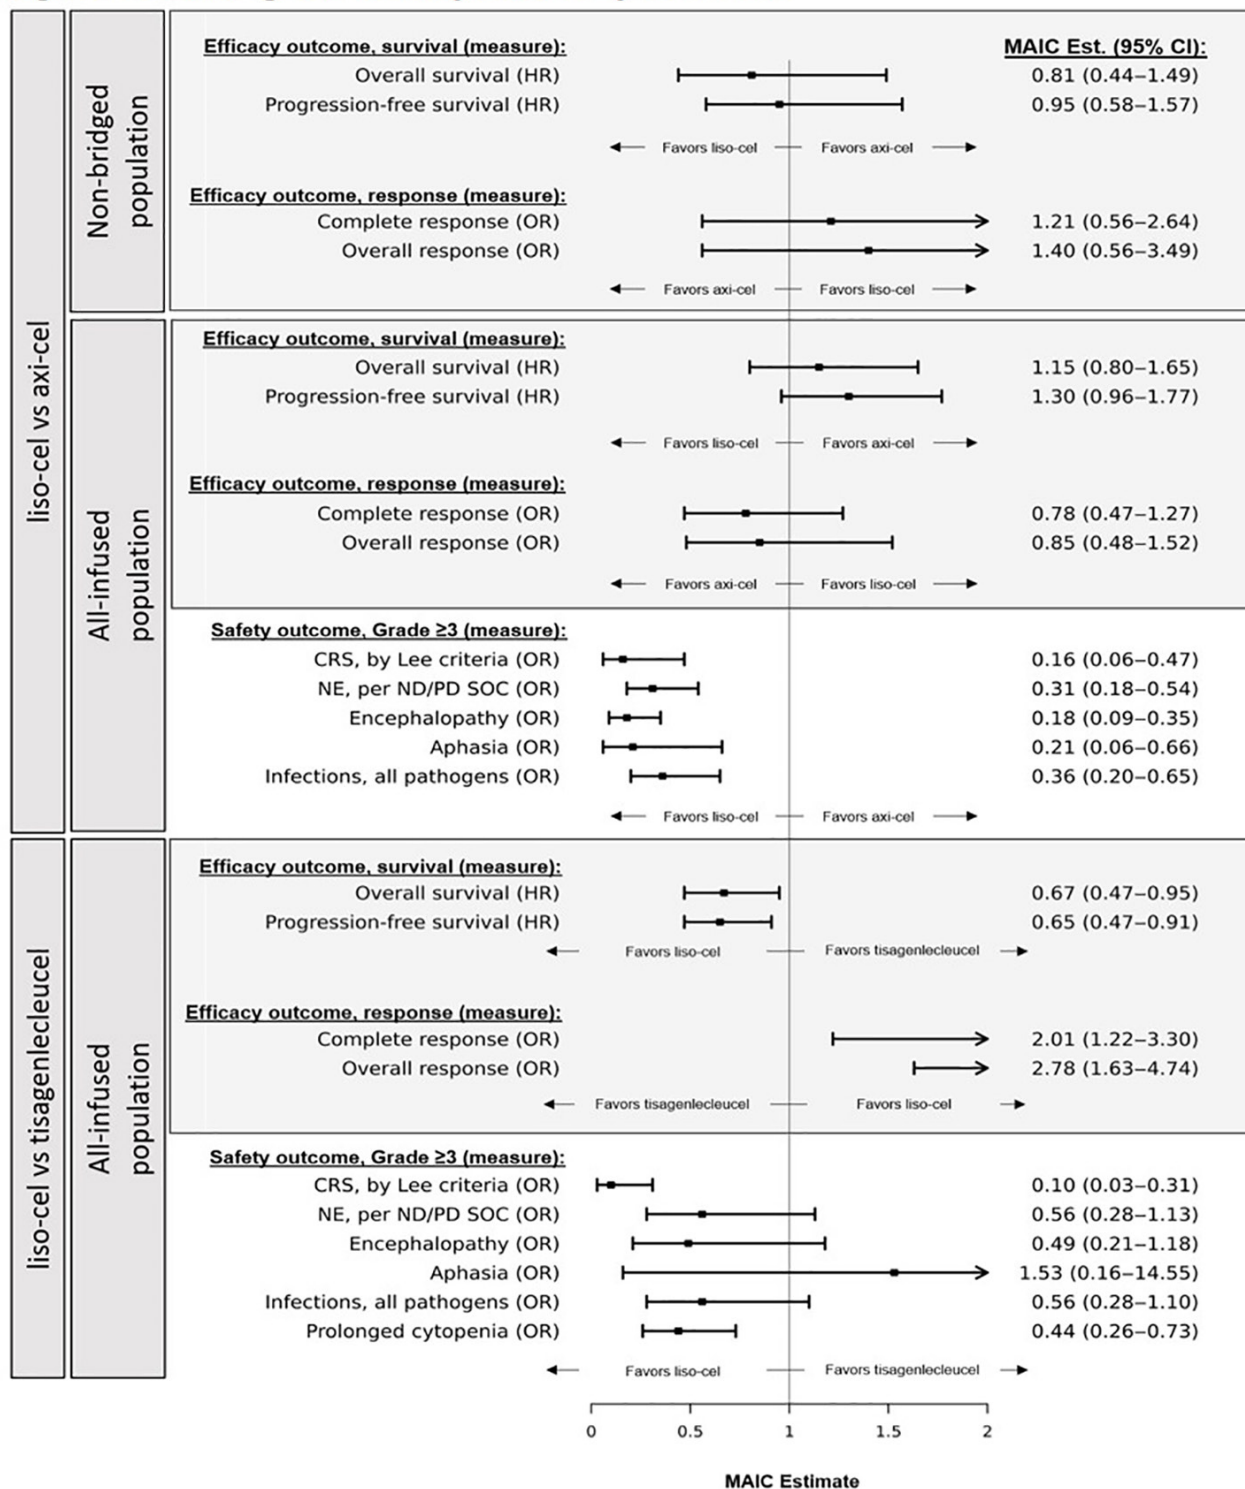 liso-cel vs axi-cel
Non-bridged
population
Efficacy outcome, survival (measure): MAIC Est. (95% CI):
Overall survival (HR) 0.81 (0.44–1.49)
Progression-free survival (HR) 0.95 (0.58–1.57)
Favors liso-cel Favors axi-cel
Efficacy outcome, response (measure):
Complete response (OR) 1.21 (0.56–2.64)
Overall response (OR) 1.40 (0.56–3.49)
Favors axi-cel Favors liso-cel
All-infused
population
Efficacy outcome, survival (measure):
Overall survival (HR) 1.15 (0.80–1.65)
Progression-free survival (HR) 1.30 (0.96–1.77)
Favors liso-cel Favors axi-cel
Efficacy outcome, response (measure):
Complete response (OR) 0.78 (0.47–1.27)
Overall response (OR) 0.85 (0.48–1.52)
Favors axi-cel Favors liso-cel
Safety outcome, Grade ≥3 (measure):
CRS, by Lee criteria (OR) 0.16 (0.06–0.47)
NE, per ND/PD SOC (OR) 0.31 (0.18–0.54)
Encephalopathy (OR) 0.18 (0.09–0.35)
Aphasia (OR) 0.21 (0.06–0.66)
Infections, all pathogens (OR) 0.36 (0.20–0.65)
Favors liso-cel Favors axi-cel
liso-cel vs tisagenlecleucel
All-infused
population
Efficacy outcome, survival (measure):
Overall survival (HR) 0.67 (0.47–0.95)
Progression-free survival (HR) 0.65 (0.47–0.91)
Favors liso-cel Favors tisagenlecleucel
Efficacy outcome, response (measure):
Complete response (OR) 2.01 (1.22–3.30)
Overall response (OR) 2.78 (1.63–4.74)
Favors tisagenlecleucel Favors liso-cel
Safety outcome, Grade ≥3 (measure):
CRS, by Lee criteria (OR) 0.10 (0.03–0.31)
NE, per ND/PD SOC (OR) 0.56 (0.28–1.13)
Encephalopathy (OR) 0.49 (0.21–1.18)
Aphasia (OR) 1.53 (0.16–14.55)
Infections, all pathogens (OR) 0.56 (0.28–1.10)
Prolonged cytopenia (OR) 0.44 (0.26–0.73)
Favors liso-cel Favors tisagenlecleucel
0 0.5 1 1.5 2
MAIC Estimate